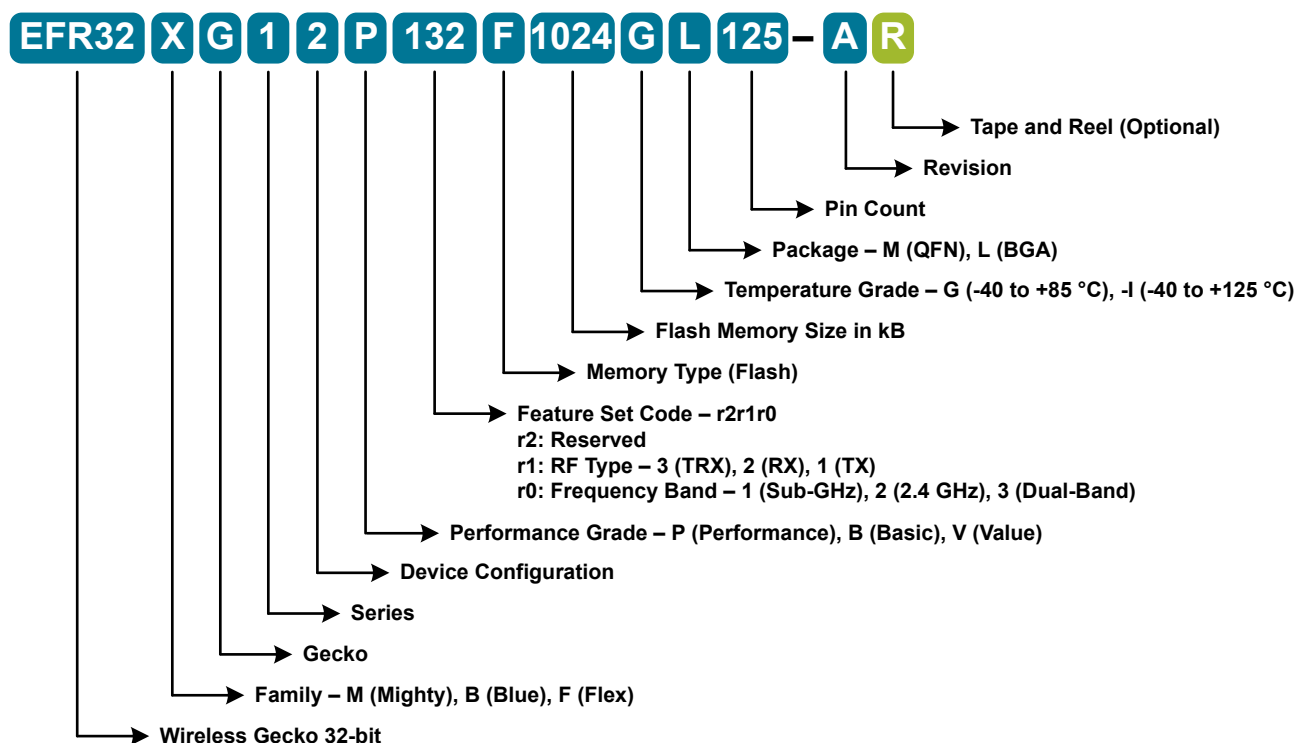 EFR32 X G 1 2 P 132 F 1024 G L 125 – A R
Tape and Reel (Optional)
Revision
Pin Count
Package – M (QFN), L (BGA)
Temperature Grade – G (-40 to +85 °C), -I (-40 to +125 °C)
Flash Memory Size in kB
Memory Type (Flash)
Feature Set Code – r2r1r0
r2: Reserved
r1: RF Type – 3 (TRX), 2 (RX), 1 (TX)
r0: Frequency Band – 1 (Sub-GHz), 2 (2.4 GHz), 3 (Dual-Band)
Performance Grade – P (Performance), B (Basic), V (Value)
Device Configuration
Series
Gecko
Family – M (Mighty), B (Blue), F (Flex)
Wireless Gecko 32-bit